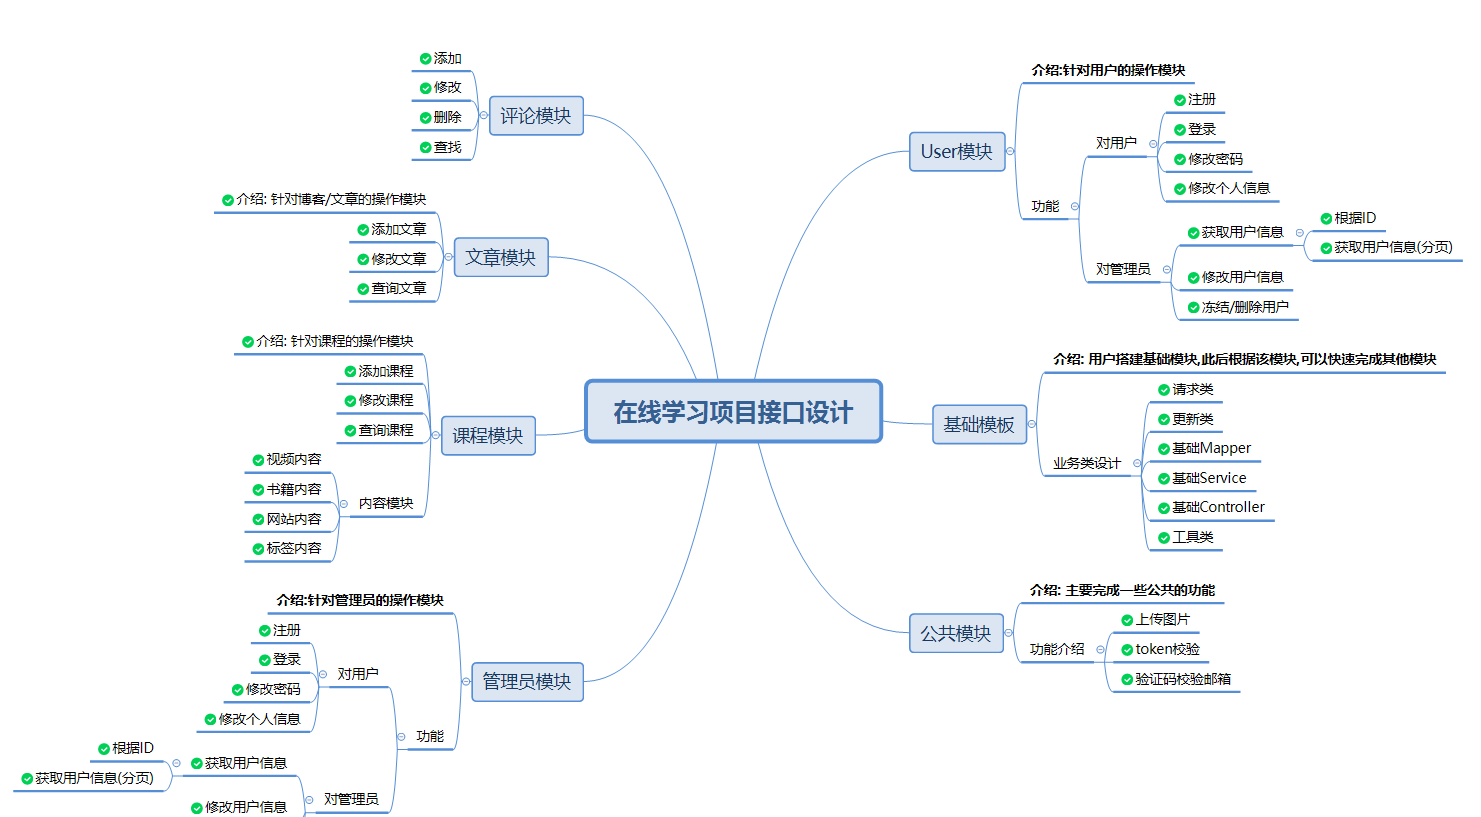 在线学习项目接口设计
评论模块
添加
修改
删除
查找
文章模块
介绍: 针对博客/文章的操作模块
添加文章
修改文章
查询文章
课程模块
介绍: 针对课程的操作模块
添加课程
修改课程
查询课程
内容模块
视频内容
书籍内容
网站内容
标签内容
管理员模块
介绍:针对管理员的操作模块
功能
对用户
注册
登录
修改密码
修改个人信息
对管理员
获取用户信息
根据ID
获取用户信息(分页)
修改用户信息
User模块
介绍:针对用户的操作模块
功能
对用户
注册
登录
修改密码
修改个人信息
对管理员
获取用户信息
根据ID
获取用户信息(分页)
修改用户信息
冻结/删除用户
基础模板
介绍: 用户搭建基础模块,此后根据该模块,可以快速完成其他模块
业务类设计
请求类
更新类
基础Mapper
基础Service
基础Controller
工具类
公共模块
介绍: 主要完成一些公共的功能
功能介绍
上传图片
token校验
验证码校验邮箱